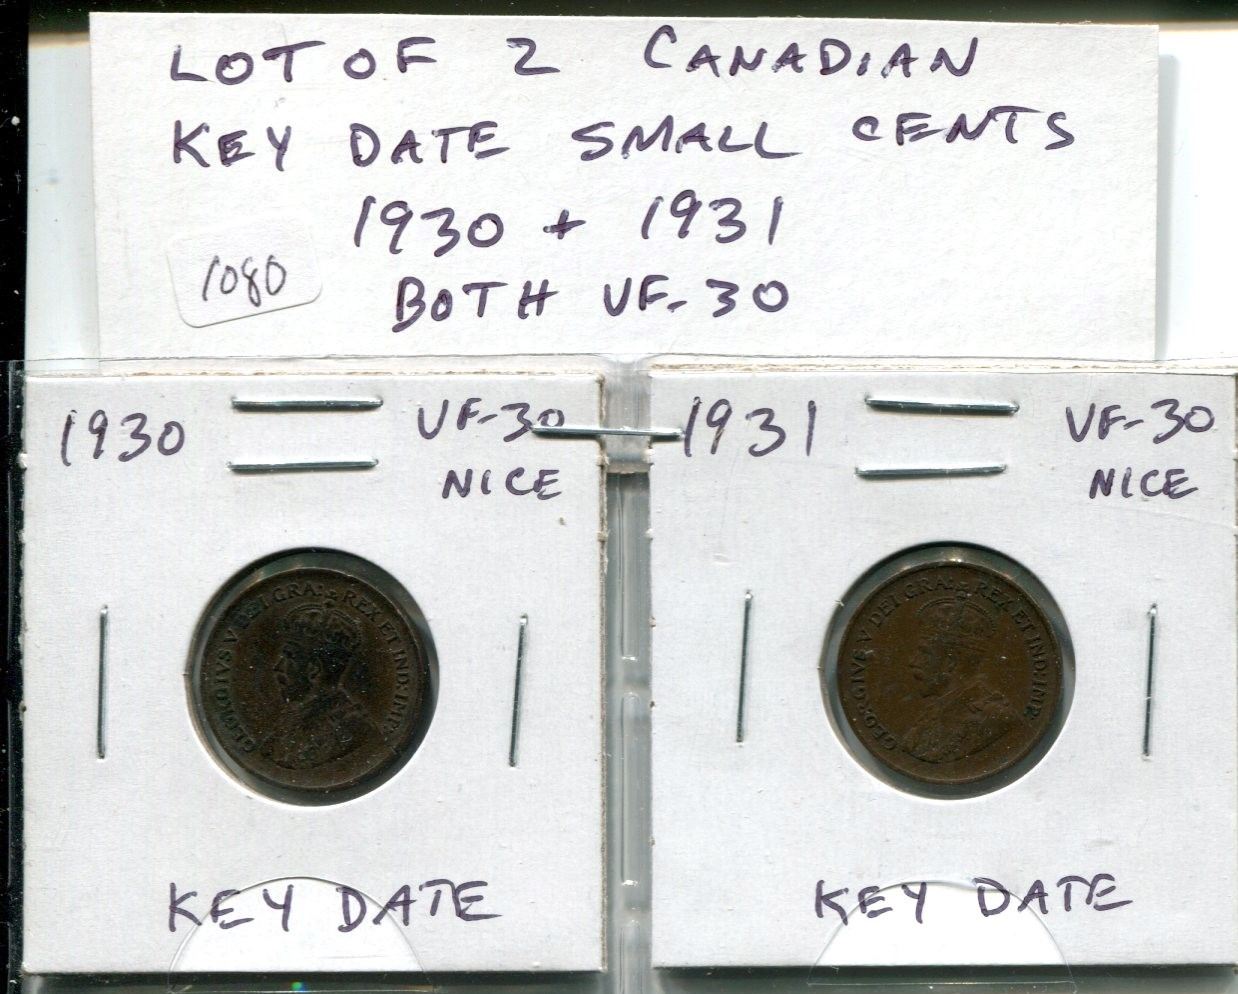 LOT OF 2 CANADIAN
KEY DATE SMALL CENTS
1930 + 1931
BOTH VF-30
1080
1930 VF-30
NICE
GEORGIVS V DEI GRA: REX ET IND: IMP:
KEY DATE
1931 VF-30
NICE
GEORGIVS V DEI GRA: REX ET IND: IMP:
KEY DATE